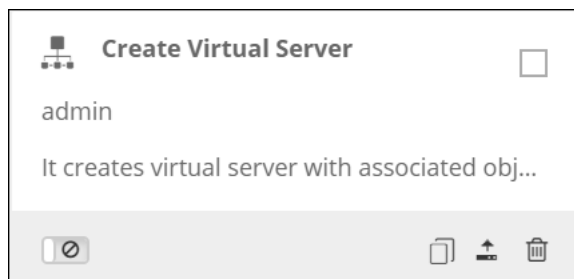 Create Virtual Server
admin
It creates virtual server with associated obj...